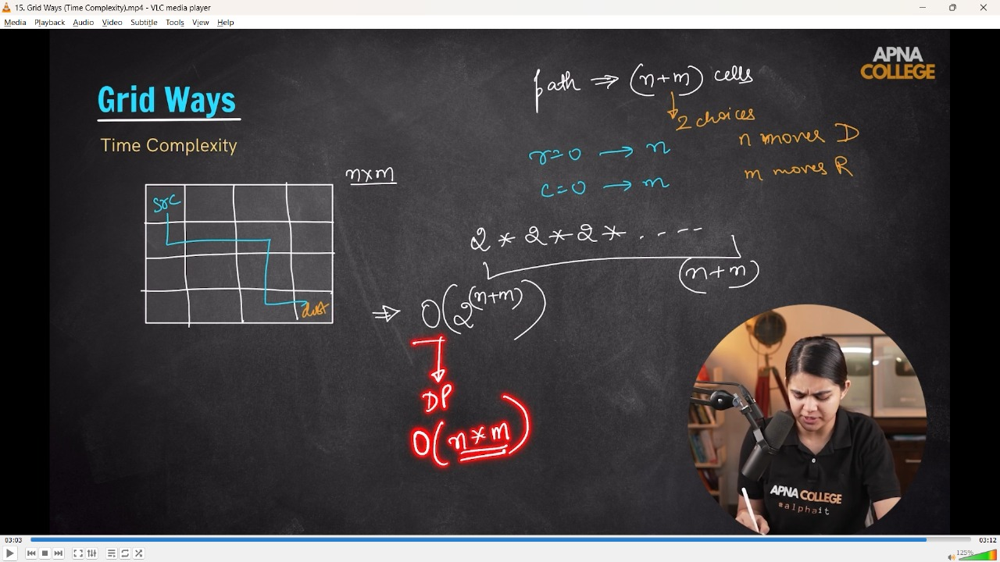 15. Grid Ways (Time Complexity).mp4 - VLC media player
Media Playback Audio Video Subtitle Tools View Help
APNA
COLLEGE
Grid Ways
Time Complexity
path ⇒ (n+m) cells
2 choices
n moves D
m moves R
r=0 → n
c=0 → m
n×m
src
dest
2 * 2 * 2 * . . - --
(n+m)
⇒ O(2^(n+m))
DP
O(n*m)
APNA COLLEGE
#alphait
03:03
03:12
125%